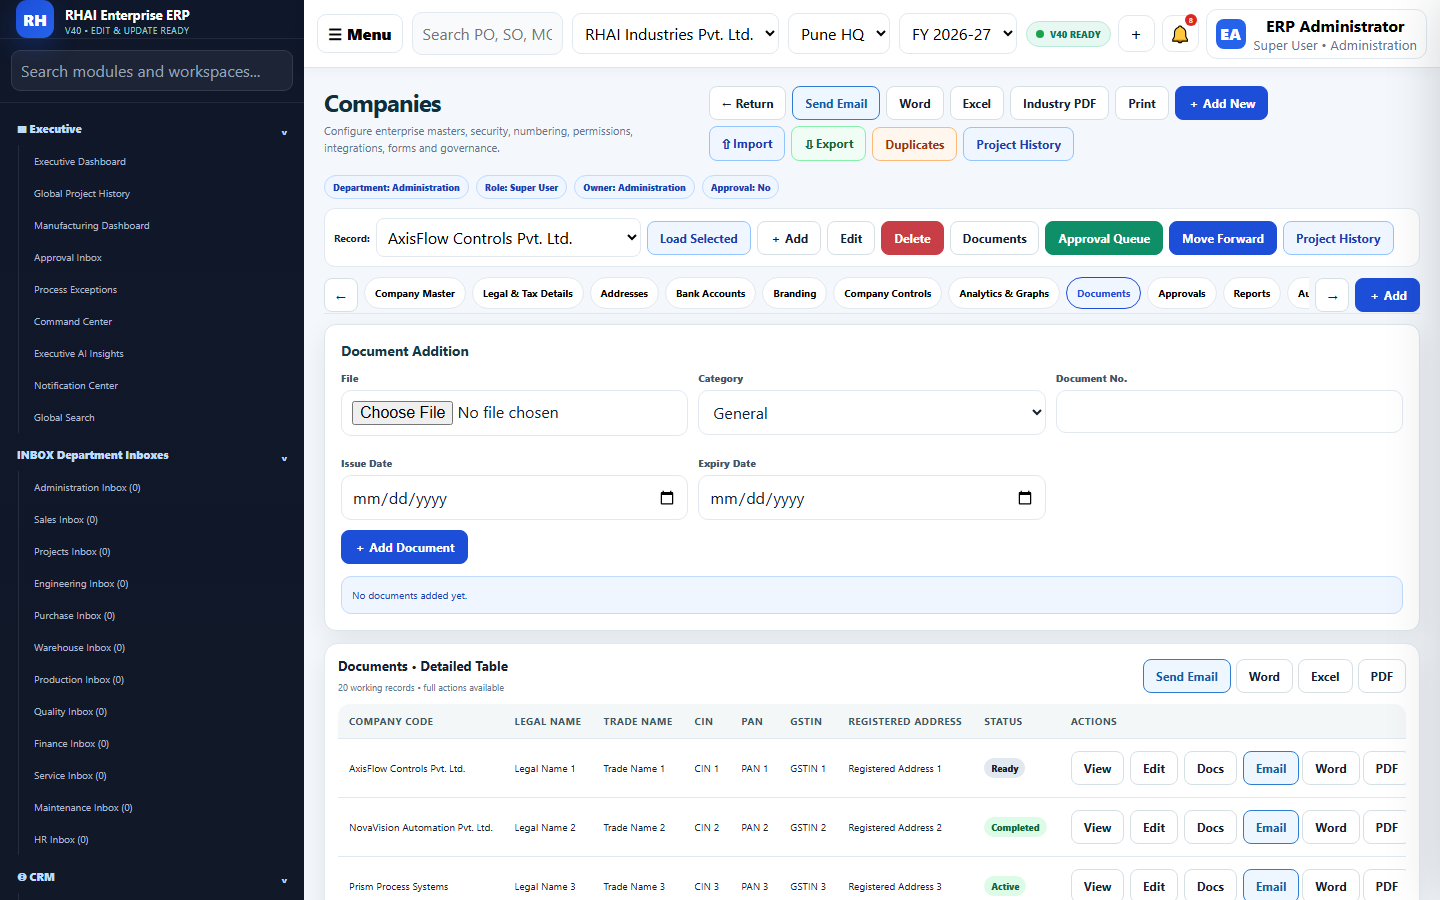 RH
RHAI Enterprise ERP
V40 • EDIT & UPDATE READY
Search modules and workspaces...
Executive
Executive Dashboard
Global Project History
Manufacturing Dashboard
Approval Inbox
Process Exceptions
Command Center
Executive AI Insights
Notification Center
Global Search
INBOX Department Inboxes
Administration Inbox (0)
Sales Inbox (0)
Projects Inbox (0)
Engineering Inbox (0)
Purchase Inbox (0)
Warehouse Inbox (0)
Production Inbox (0)
Quality Inbox (0)
Finance Inbox (0)
Service Inbox (0)
Maintenance Inbox (0)
HR Inbox (0)
CRM
☰ Menu
Search PO, SO, MO
RHAI Industries Pvt. Ltd.
Pune HQ
FY 2026-27
V40 READY
+
8
EA
ERP Administrator
Super User • Administration
Companies
Configure enterprise masters, security, numbering, permissions,
integrations, forms and governance.
← Return
Send Email
Word
Excel
Industry PDF
Print
+ Add New
⇧ Import
⇩ Export
Duplicates
Project History
Department: Administration
Role: Super User
Owner: Administration
Approval: No
Record:
AxisFlow Controls Pvt. Ltd.
Load Selected
+ Add
Edit
Delete
Documents
Approval Queue
Move Forward
Project History
←
Company Master
Legal & Tax Details
Addresses
Bank Accounts
Branding
Company Controls
Analytics & Graphs
Documents
Approvals
Reports
Au
→
+ Add
Document Addition
File
Category
Document No.
Choose File No file chosen
General
Issue Date
Expiry Date
mm/dd/yyyy
mm/dd/yyyy
+ Add Document
No documents added yet.
Documents • Detailed Table
20 working records • full actions available
Send Email
Word
Excel
PDF
COMPANY CODE LEGAL NAME TRADE NAME CIN PAN GSTIN REGISTERED ADDRESS STATUS ACTIONS
AxisFlow Controls Pvt. Ltd. Legal Name 1 Trade Name 1 CIN 1 PAN 1 GSTIN 1 Registered Address 1 Ready View Edit Docs Email Word PDF
NovaVision Automation Pvt. Ltd. Legal Name 2 Trade Name 2 CIN 2 PAN 2 GSTIN 2 Registered Address 2 Completed View Edit Docs Email Word PDF
Prism Process Systems Legal Name 3 Trade Name 3 CIN 3 PAN 3 GSTIN 3 Registered Address 3 Active View Edit Docs Email Word PDF